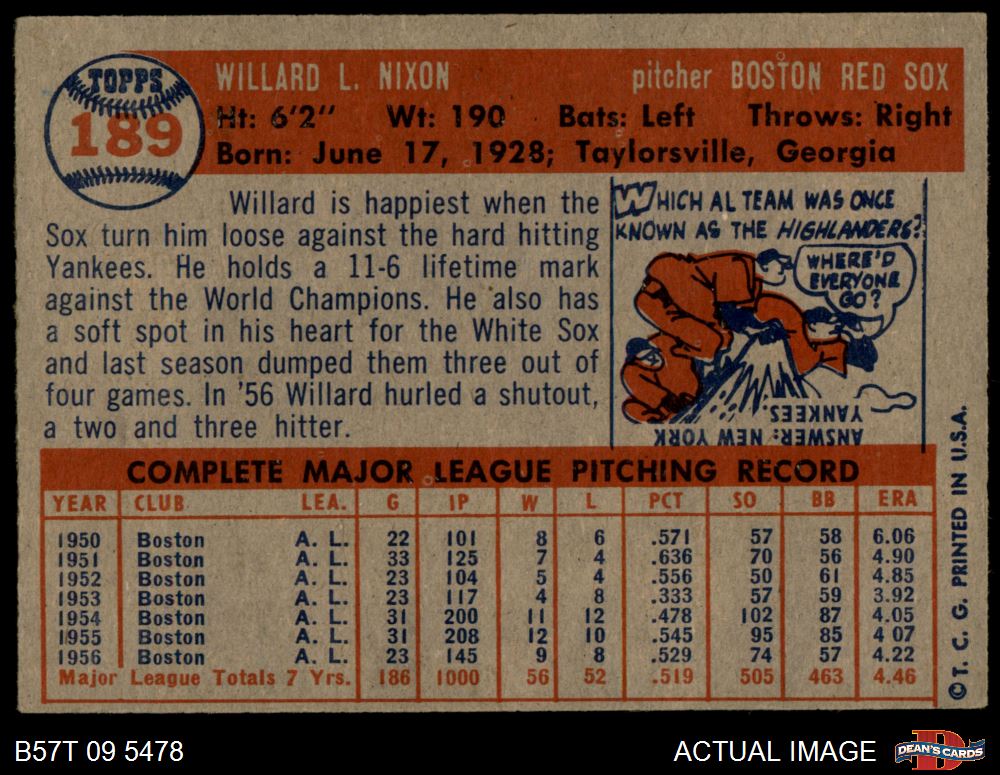 TOPPS
189
WILLARD L. NIXON pitcher BOSTON RED SOX
Ht: 6'2" Wt: 190 Bats: Left Throws: Right
Born: June 17, 1928; Taylorsville, Georgia
Willard is happiest when the
Sox turn him loose against the hard hitting
Yankees. He holds a 11-6 lifetime mark
against the World Champions. He also has
a soft spot in his heart for the White Sox
and last season dumped them three out of
four games. In '56 Willard hurled a shutout,
a two and three hitter.
WHICH AL TEAM WAS ONCE
KNOWN AS THE HIGHLANDERS?
WHERE'D
EVERYONE
GO?
ANSWER: NEW YORK
YANKEES.
COMPLETE MAJOR LEAGUE PITCHING RECORD
YEAR CLUB LEA. G IP W L PCT SO BB ERA
1950 Boston A. L. 22 101 8 6 .571 57 58 6.06
1951 Boston A. L. 33 125 7 4 .636 70 56 4.90
1952 Boston A. L. 23 104 5 4 .556 50 61 4.85
1953 Boston A. L. 23 117 4 8 .333 57 59 3.92
1954 Boston A. L. 31 200 11 12 .478 102 87 4.05
1955 Boston A. L. 31 208 12 10 .545 95 85 4 07
1956 Boston A. L. 23 145 9 8 .529 74 57 4.22
Major League Totals 7 Yrs. 186 1000 56 52 .519 505 463 4.46
© T. C. G. PRINTED IN U.S.A.
B57T 09 5478
ACTUAL IMAGE
DEAN'S CARDS